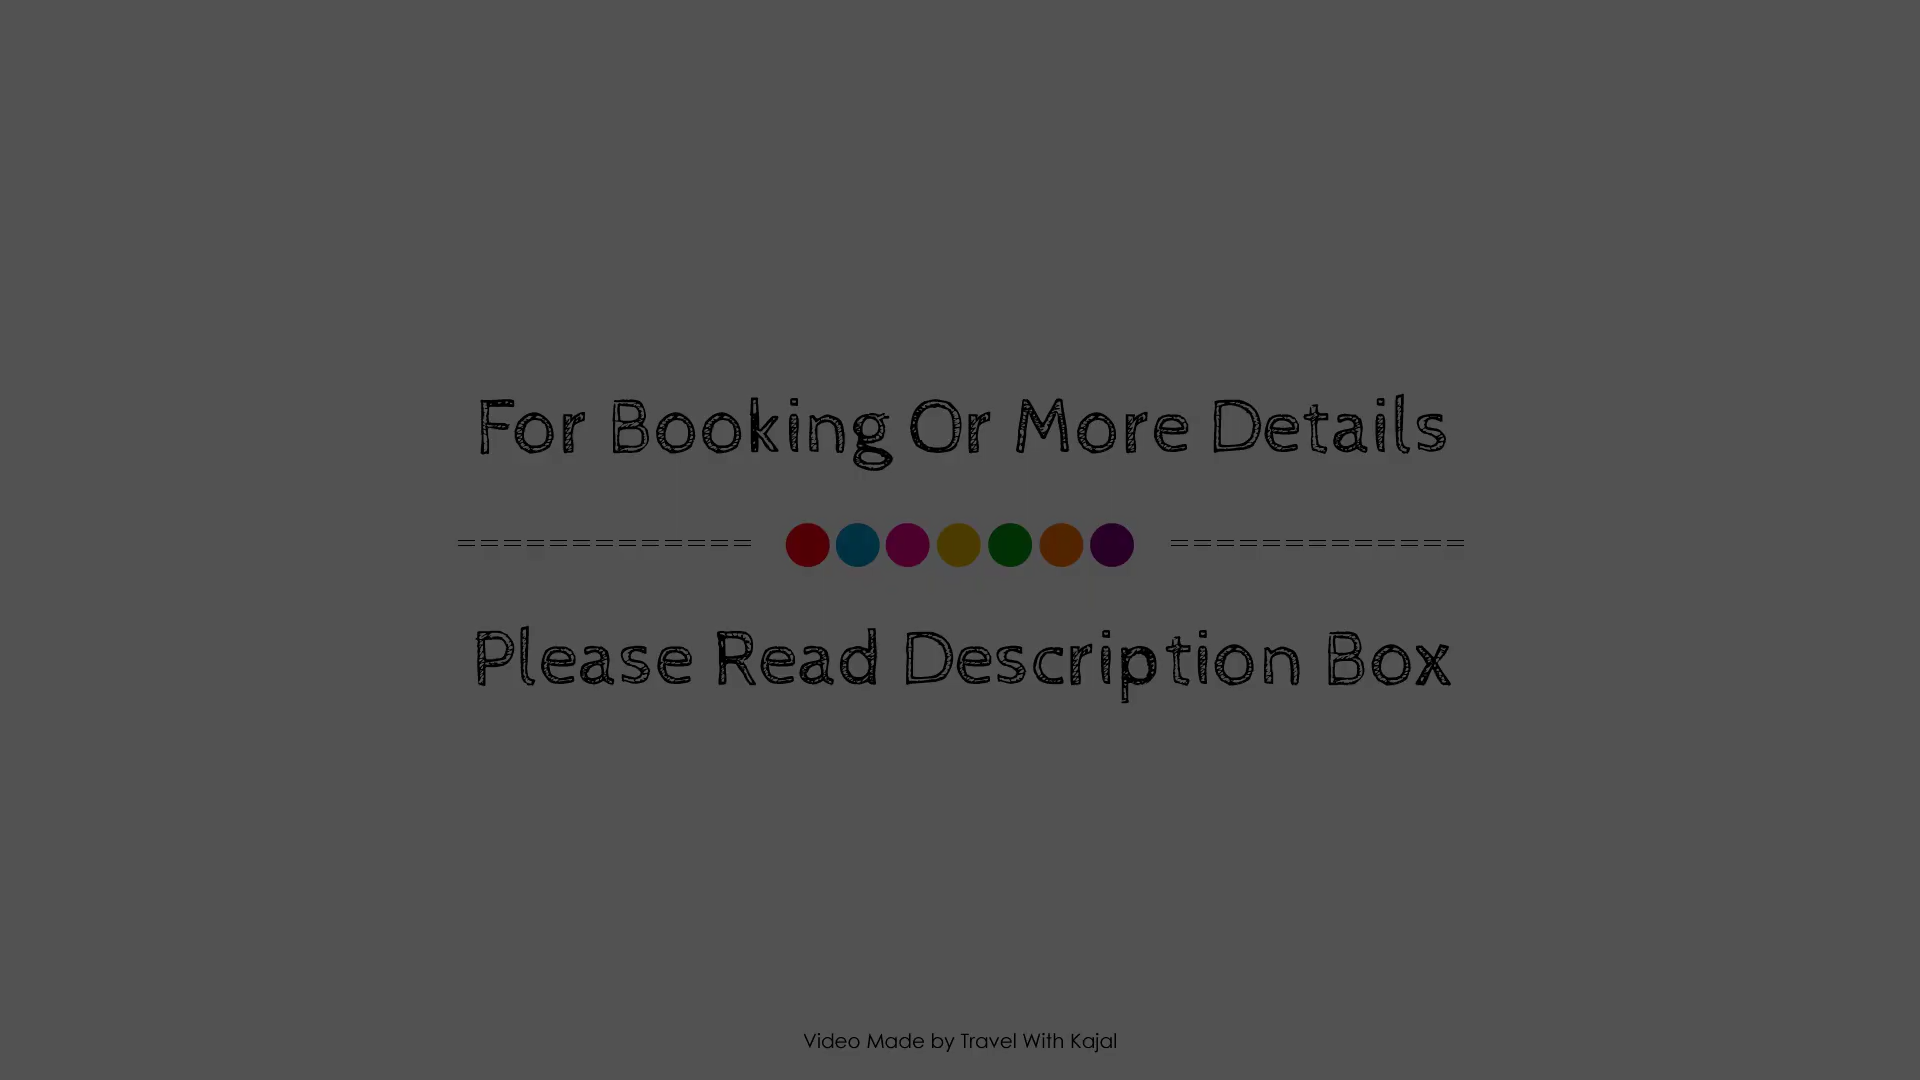 For Booking Or More Details
============= =============
Please Read Description Box
Video Made by Travel With Kajal